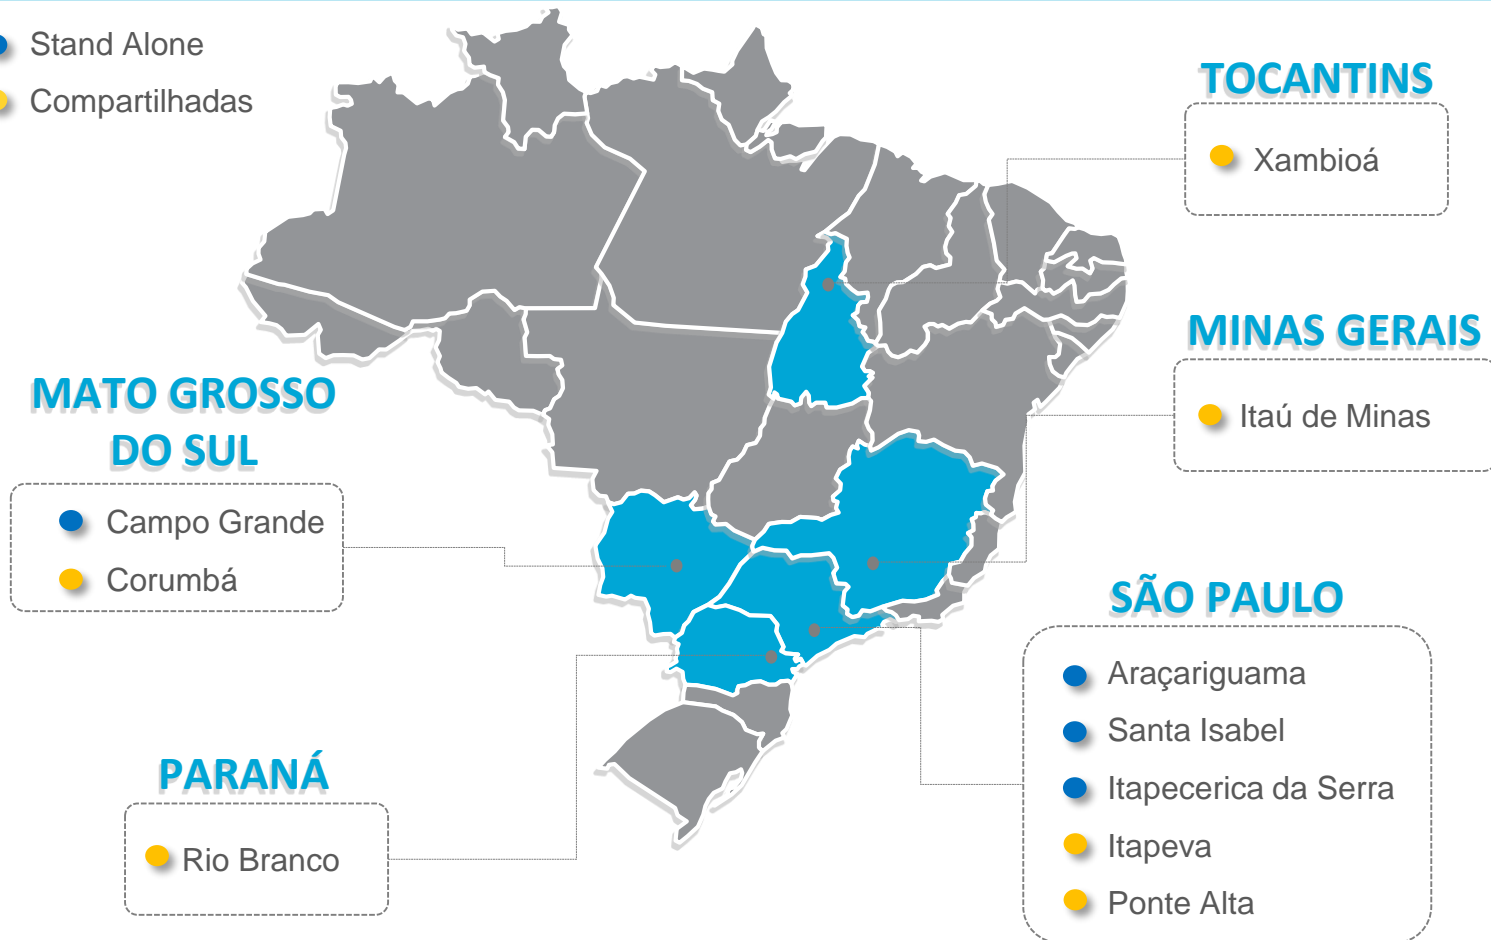 Stand Alone
Compartilhadas
TOCANTINS
Xambioá
MINAS GERAIS
Itaú de Minas
MATO GROSSO
DO SUL
Campo Grande
Corumbá
SÃO PAULO
Araçariguama
Santa Isabel
Itapecerica da Serra
Itapeva
Ponte Alta
PARANÁ
Rio Branco